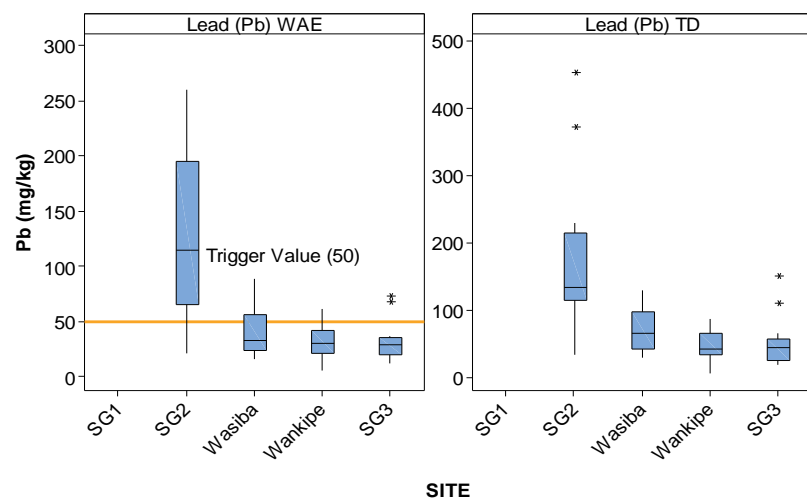 Lead (Pb) WAE
Lead (Pb) TD
300
250
200
150
100
50
0
Pb (mg/kg)
Trigger Value (50)
500
400
300
200
100
0
SG1
SG2
Wasiba
Wankipe
SG3
SG1
SG2
Wasiba
Wankipe
SG3
SITE